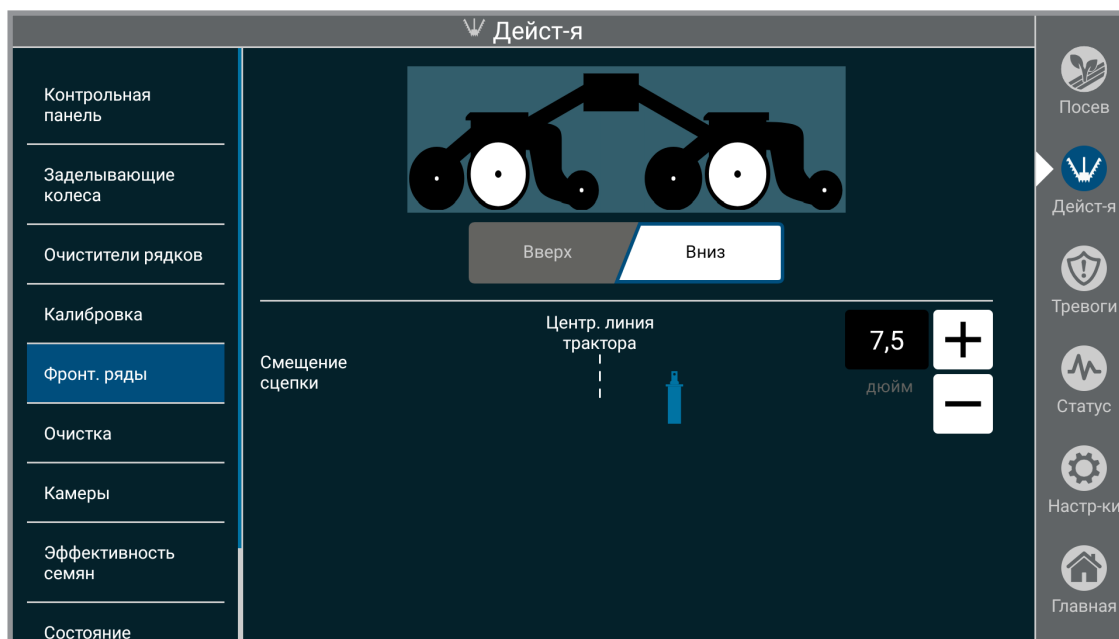 Дейст-я
Контрольная
панель
Заделывающие
колеса
Очистители рядков
Калибровка
Фронт. ряды
Очистка
Камеры
Эффективность
семян
Состояние
Вверх
Вниз
Центр. линия
трактора
Смещение
сцепки
7,5
дюйм
Посев
Дейст-я
Тревоги
Статус
Настр-ки
Главная